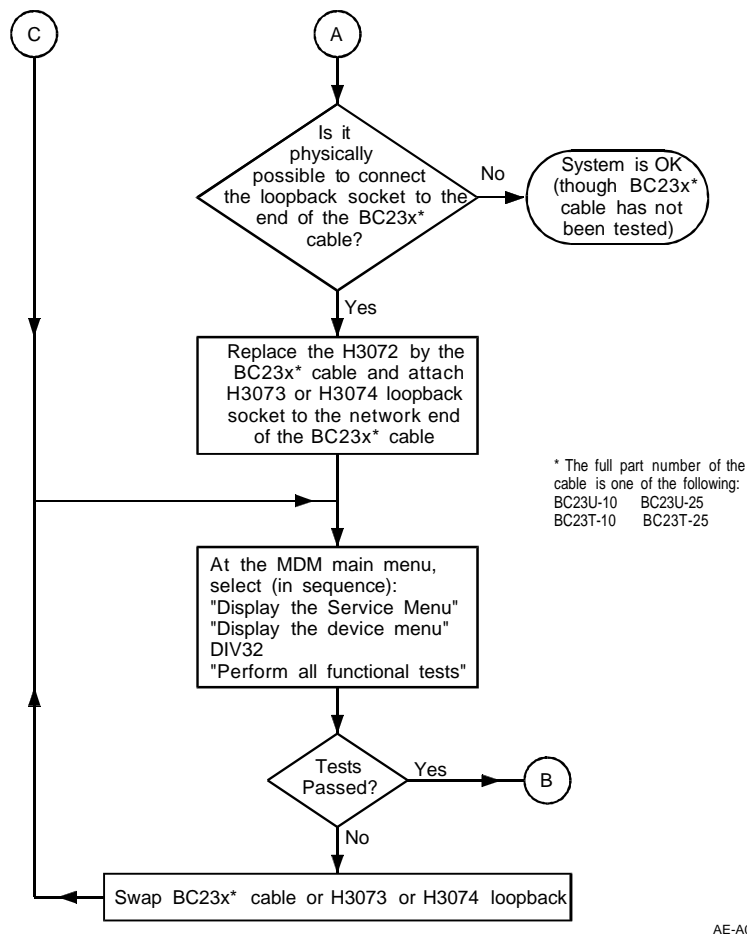 C
A
Is it
physically
possible to connect
the loopback socket to the
end of the BC23x*
cable?
No
System is OK
(though BC23x*
cable has not
been tested)
Yes
Replace the H3072 by the
BC23x* cable and attach
H3073 or H3074 loopback
socket to the network end
of the BC23x* cable
* The full part number of the
cable is one of the following:
BC23U-10 BC23U-25
BC23T-10 BC23T-25
At the MDM main menu,
select (in sequence):
"Display the Service Menu"
"Display the device menu"
DIV32
"Perform all functional tests"
Tests
Passed?
Yes
B
No
Swap BC23x* cable or H3073 or H3074 loopback